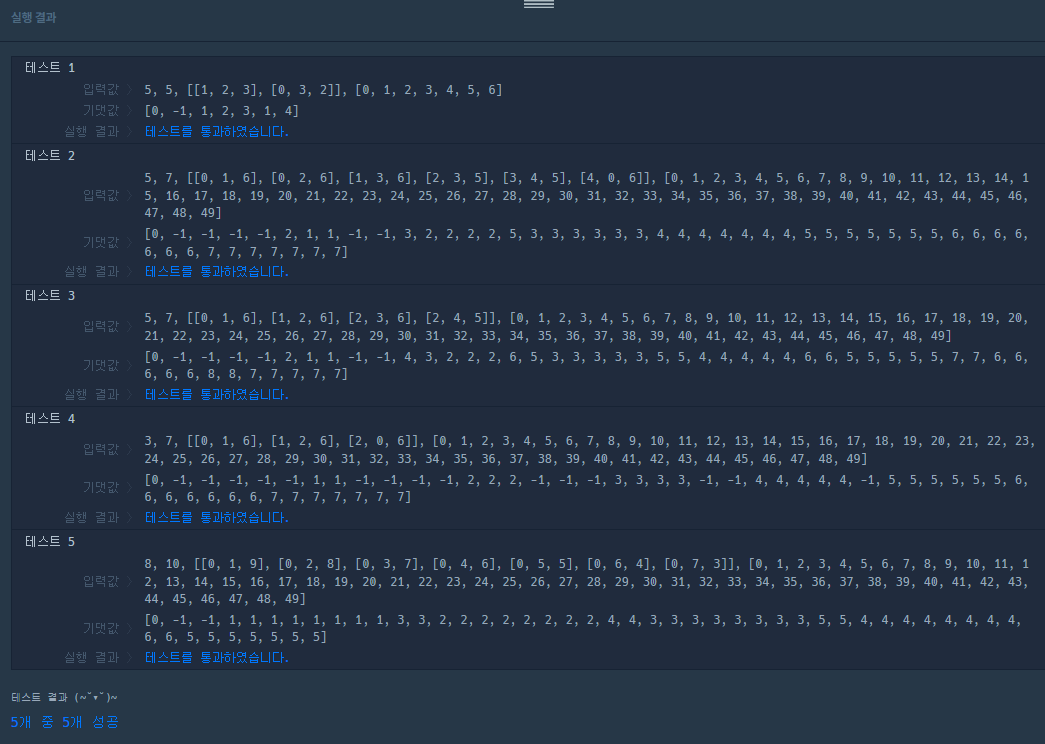 실행 결과
테스트 1
입력값 〉 5, 5, [[1, 2, 3], [0, 3, 2]], [0, 1, 2, 3, 4, 5, 6]
기댓값 〉 [0, -1, 1, 2, 3, 1, 4]
실행 결과 〉 테스트를 통과하였습니다.
테스트 2
입력값 〉 5, 7, [[0, 1, 6], [0, 2, 6], [1, 3, 6], [2, 3, 5], [3, 4, 5], [4, 0, 6]], [0, 1, 2, 3, 4, 5, 6, 7, 8, 9, 10, 11, 12, 13, 14, 1
5, 16, 17, 18, 19, 20, 21, 22, 23, 24, 25, 26, 27, 28, 29, 30, 31, 32, 33, 34, 35, 36, 37, 38, 39, 40, 41, 42, 43, 44, 45, 46,
47, 48, 49]
기댓값 〉 [0, -1, -1, -1, -1, 2, 1, 1, -1, -1, 3, 2, 2, 2, 2, 5, 3, 3, 3, 3, 3, 3, 4, 4, 4, 4, 4, 4, 4, 5, 5, 5, 5, 5, 5, 5, 6, 6, 6, 6,
6, 6, 6, 7, 7, 7, 7, 7, 7, 7]
실행 결과 〉 테스트를 통과하였습니다.
테스트 3
입력값 〉 5, 7, [[0, 1, 6], [1, 2, 6], [2, 3, 6], [2, 4, 5]], [0, 1, 2, 3, 4, 5, 6, 7, 8, 9, 10, 11, 12, 13, 14, 15, 16, 17, 18, 19, 20,
21, 22, 23, 24, 25, 26, 27, 28, 29, 30, 31, 32, 33, 34, 35, 36, 37, 38, 39, 40, 41, 42, 43, 44, 45, 46, 47, 48, 49]
기댓값 〉 [0, -1, -1, -1, -1, 2, 1, 1, -1, -1, 4, 3, 2, 2, 2, 6, 5, 3, 3, 3, 3, 3, 5, 5, 4, 4, 4, 4, 4, 6, 6, 5, 5, 5, 5, 5, 7, 7, 6, 6,
6, 6, 6, 8, 8, 7, 7, 7, 7, 7]
실행 결과 〉 테스트를 통과하였습니다.
테스트 4
입력값 〉 3, 7, [[0, 1, 6], [1, 2, 6], [2, 0, 6]], [0, 1, 2, 3, 4, 5, 6, 7, 8, 9, 10, 11, 12, 13, 14, 15, 16, 17, 18, 19, 20, 21, 22, 23,
24, 25, 26, 27, 28, 29, 30, 31, 32, 33, 34, 35, 36, 37, 38, 39, 40, 41, 42, 43, 44, 45, 46, 47, 48, 49]
기댓값 〉 [0, -1, -1, -1, -1, -1, 1, 1, -1, -1, -1, -1, 2, 2, 2, -1, -1, -1, 3, 3, 3, 3, -1, -1, 4, 4, 4, 4, 4, -1, 5, 5, 5, 5, 5, 5, 6,
6, 6, 6, 6, 6, 6, 7, 7, 7, 7, 7, 7, 7]
실행 결과 〉 테스트를 통과하였습니다.
테스트 5
입력값 〉 8, 10, [[0, 1, 9], [0, 2, 8], [0, 3, 7], [0, 4, 6], [0, 5, 5], [0, 6, 4], [0, 7, 3]], [0, 1, 2, 3, 4, 5, 6, 7, 8, 9, 10, 11, 1
2, 13, 14, 15, 16, 17, 18, 19, 20, 21, 22, 23, 24, 25, 26, 27, 28, 29, 30, 31, 32, 33, 34, 35, 36, 37, 38, 39, 40, 41, 42, 43,
44, 45, 46, 47, 48, 49]
기댓값 〉 [0, -1, -1, 1, 1, 1, 1, 1, 1, 1, 1, 3, 3, 2, 2, 2, 2, 2, 2, 2, 2, 4, 4, 3, 3, 3, 3, 3, 3, 3, 3, 5, 5, 4, 4, 4, 4, 4, 4, 4, 4,
6, 6, 5, 5, 5, 5, 5, 5, 5]
실행 결과 〉 테스트를 통과하였습니다.
테스트 결과 (~˘▾˘)~
5개 중 5개 성공